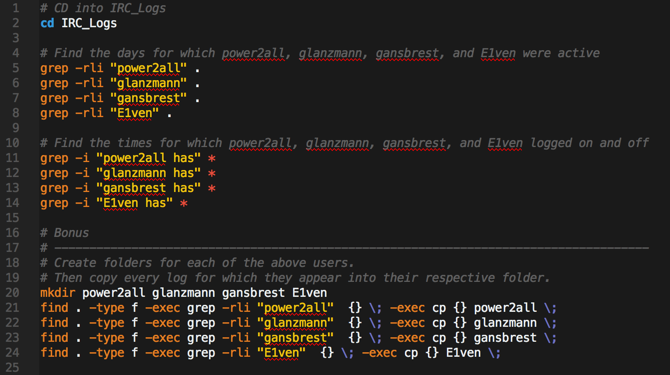 1 # CD into IRC_Logs
2 cd IRC_Logs
3
4 # Find the days for which power2all, glanzmann, gansbrest, and E1ven were active
5 grep -rli "power2all" .
6 grep -rli "glanzmann" .
7 grep -rli "gansbrest" .
8 grep -rli "E1ven" .
9
10 # Find the times for which power2all, glanzmann, gansbrest, and E1ven logged on and off
11 grep -i "power2all has" *
12 grep -i "glanzmann has" *
13 grep -i "gansbrest has" *
14 grep -i "E1ven has" *
15
16 # Bonus
17 # ------------------------------------------------------------------------------------
18 # Create folders for each of the above users.
19 # Then copy every log for which they appear into their respective folder.
20 mkdir power2all glanzmann gansbrest E1ven
21 find . -type f -exec grep -rli "power2all"  {} \; -exec cp {} power2all \;
22 find . -type f -exec grep -rli "glanzmann"  {} \; -exec cp {} glanzmann \;
23 find . -type f -exec grep -rli "gansbrest"  {} \; -exec cp {} gansbrest \;
24 find . -type f -exec grep -rli "E1ven"  {} \; -exec cp {} E1ven \;
25